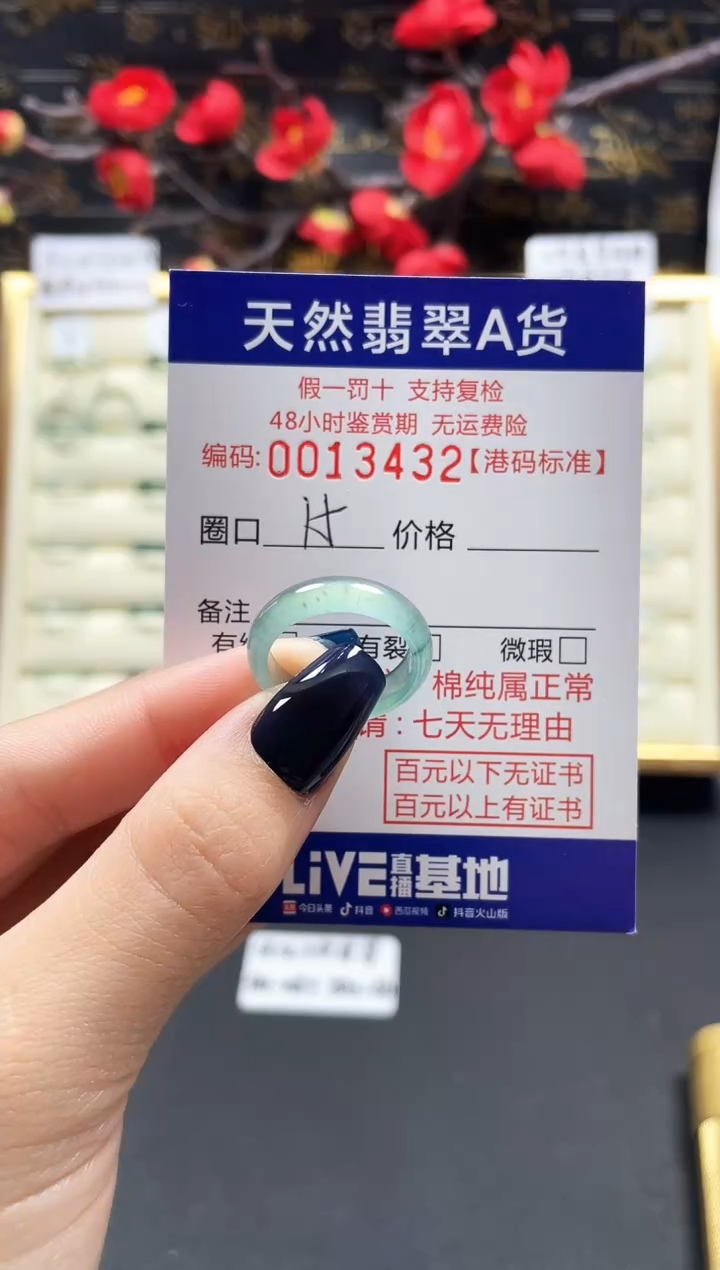 天然翡翠A货
假一罚十 支持复检
48小时鉴赏期 无运费险
编码:0013432【港码标准】
圈口 价格
备注
有 有裂 微瑕
棉纯属正常
请:七天无理由
百元以下无证书
百元以上有证书
LiVE直播基地
今日头条 抖音 西瓜视频 抖音火山版